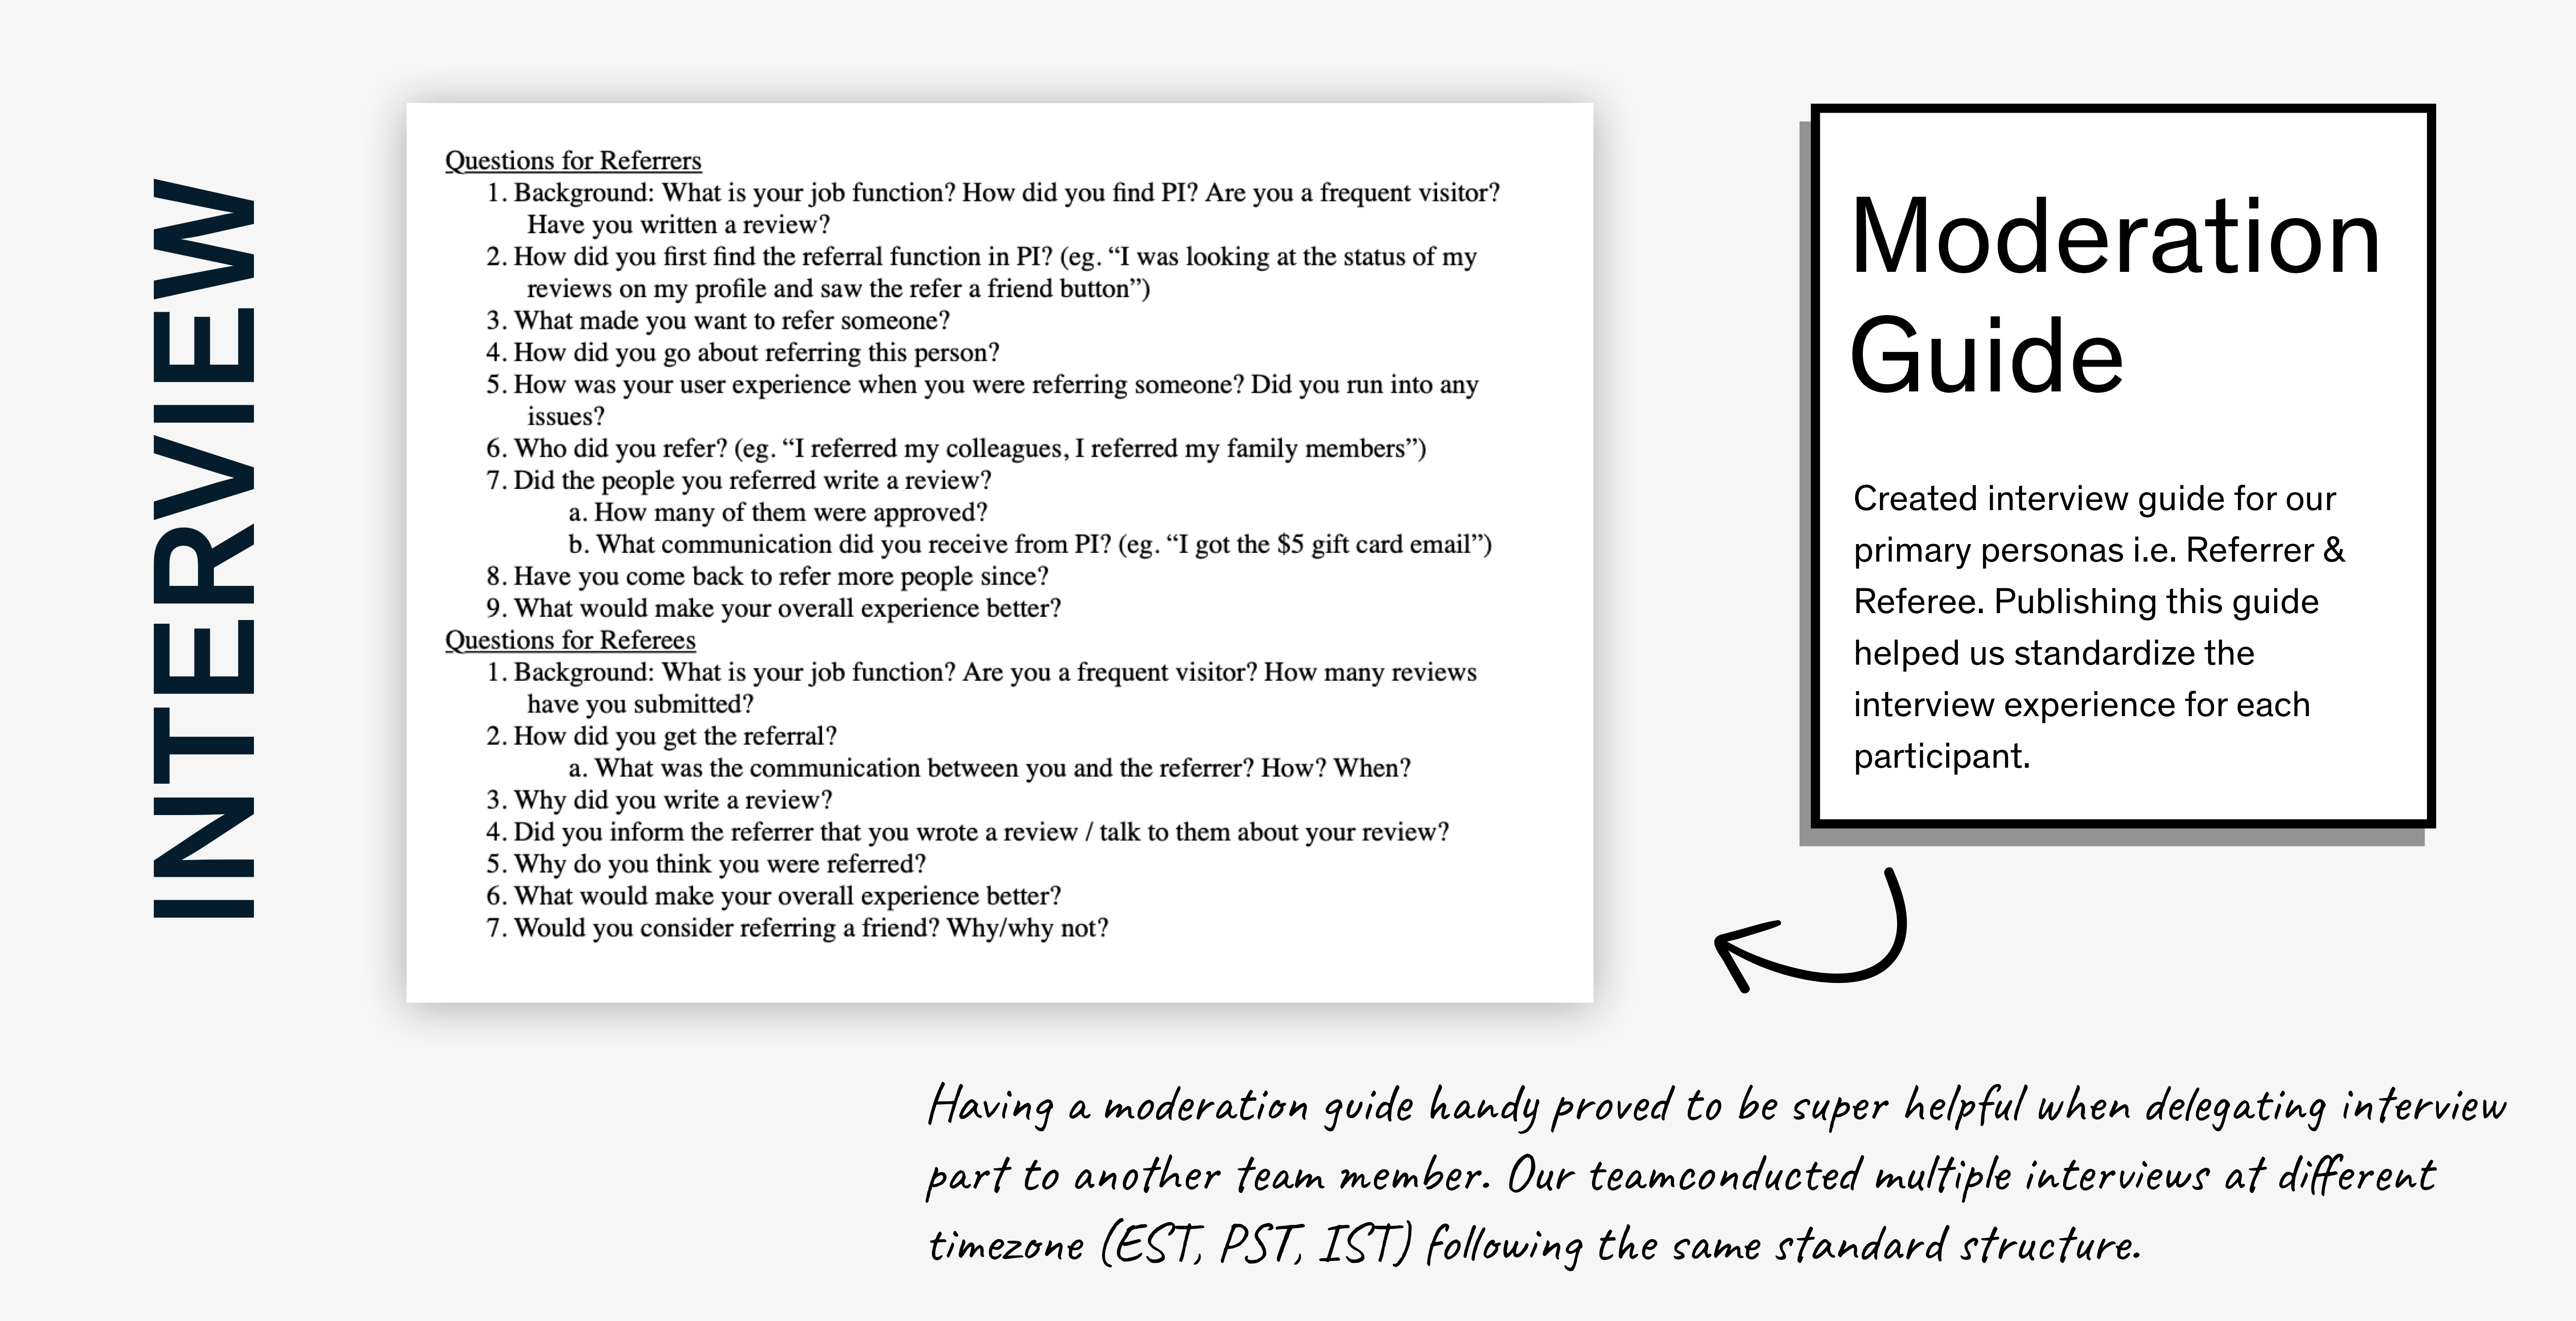 INTERVIEW
Questions for Referrers
1. Background: What is your job function? How did you find PI? Are you a frequent visitor?
Have you written a review?
2. How did you first find the referral function in PI? (eg. “I was looking at the status of my
reviews on my profile and saw the refer a friend button”)
3. What made you want to refer someone?
4. How did you go about referring this person?
5. How was your user experience when you were referring someone? Did you run into any
issues?
6. Who did you refer? (eg. “I referred my colleagues, I referred my family members”)
7. Did the people you referred write a review?
a. How many of them were approved?
b. What communication did you receive from PI? (eg. “I got the $5 gift card email”)
8. Have you come back to refer more people since?
9. What would make your overall experience better?
Questions for Referees
1. Background: What is your job function? Are you a frequent visitor? How many reviews
have you submitted?
2. How did you get the referral?
a. What was the communication between you and the referrer? How? When?
3. Why did you write a review?
4. Did you inform the referrer that you wrote a review / talk to them about your review?
5. Why do you think you were referred?
6. What would make your overall experience better?
7. Would you consider referring a friend? Why/why not?
Moderation
Guide
Created interview guide for our
primary personas i.e. Referrer &
Referee. Publishing this guide
helped us standardize the
interview experience for each
participant.
Having a moderation guide handy proved to be super helpful when delegating interview
part to another team member. Our teamconducted multiple interviews at different
timezone (EST, PST, IST) following the same standard structure.